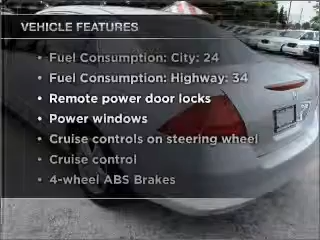 VEHICLE FEATURES
Fuel Consumption: City: 24
Fuel Consumption: Highway: 34
Remote power door locks
Power windows
Cruise controls on steering wheel
Cruise control
4-wheel ABS Brakes